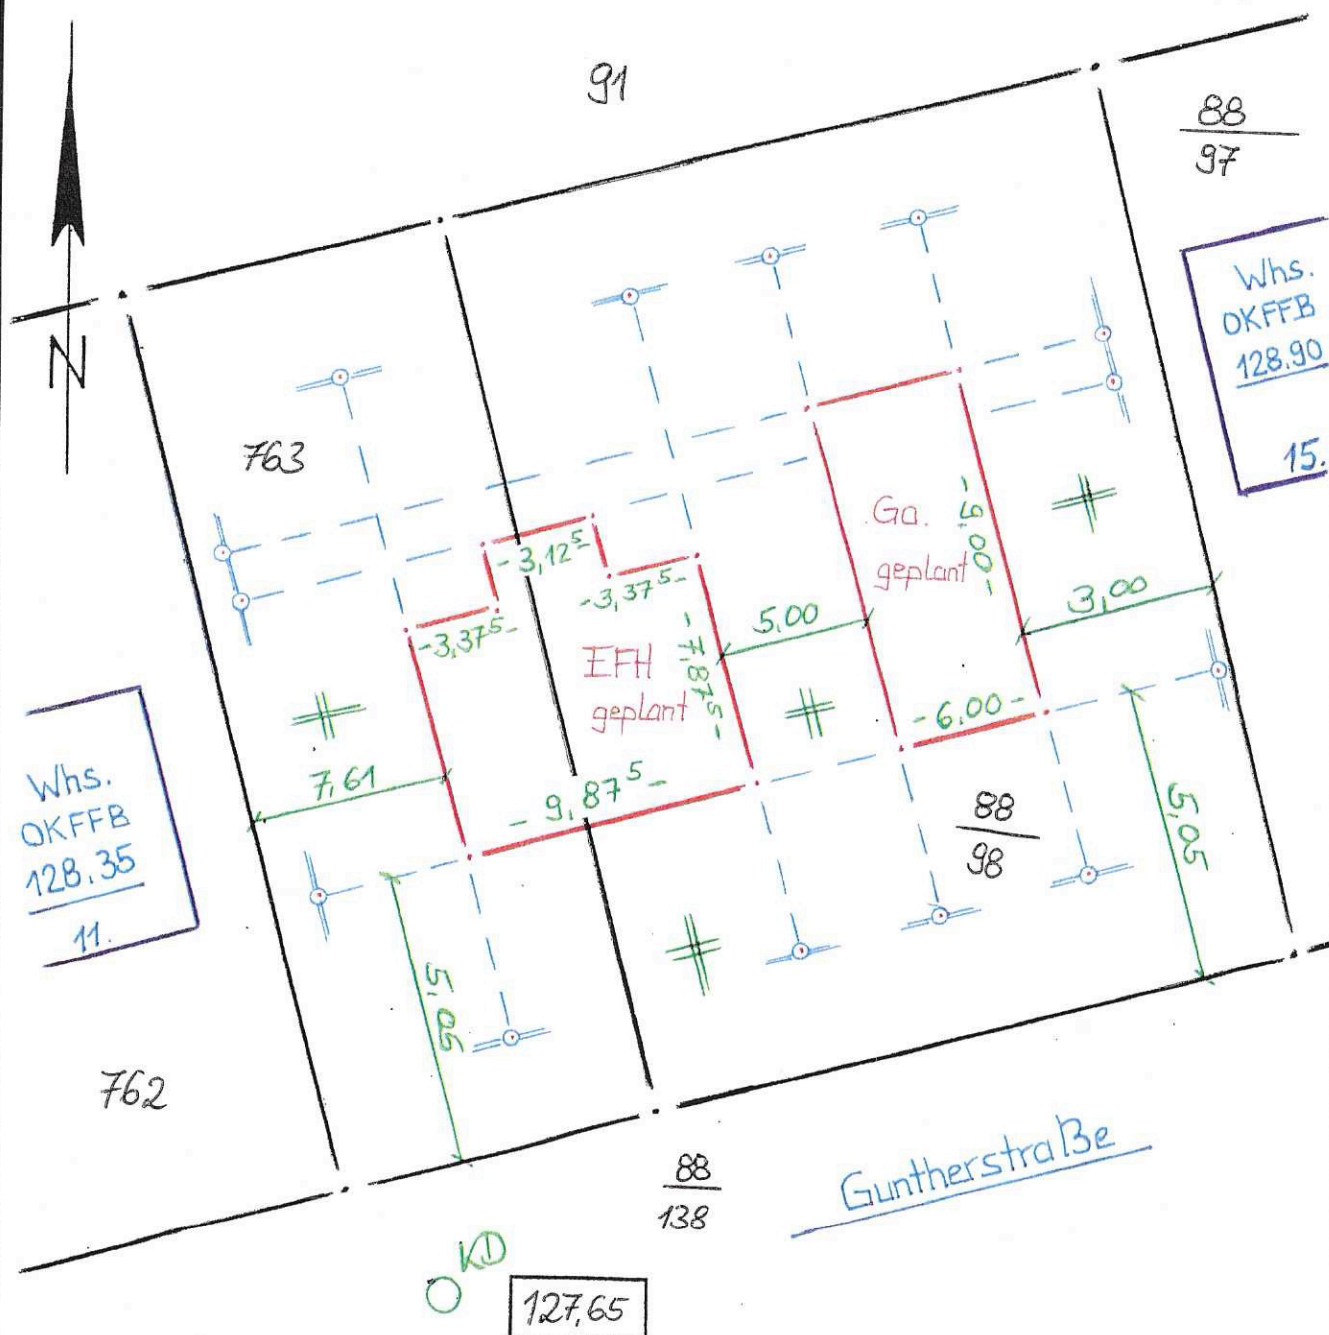 91
88
97
N
Whs.
OKFFB
128.90
15.
763
Ga.
geplant
-9,00-
-3,12⁵-
-3,37⁵-
-3,37⁵-
5,00
3,00
EFH
geplant
-7,87⁵-
-6,00-
7,61
-9,87⁵-
Whs.
OKFFB
128.35
11.
88
98
5,05
5,05
762
88
138
Guntherstraße
KD
127,65